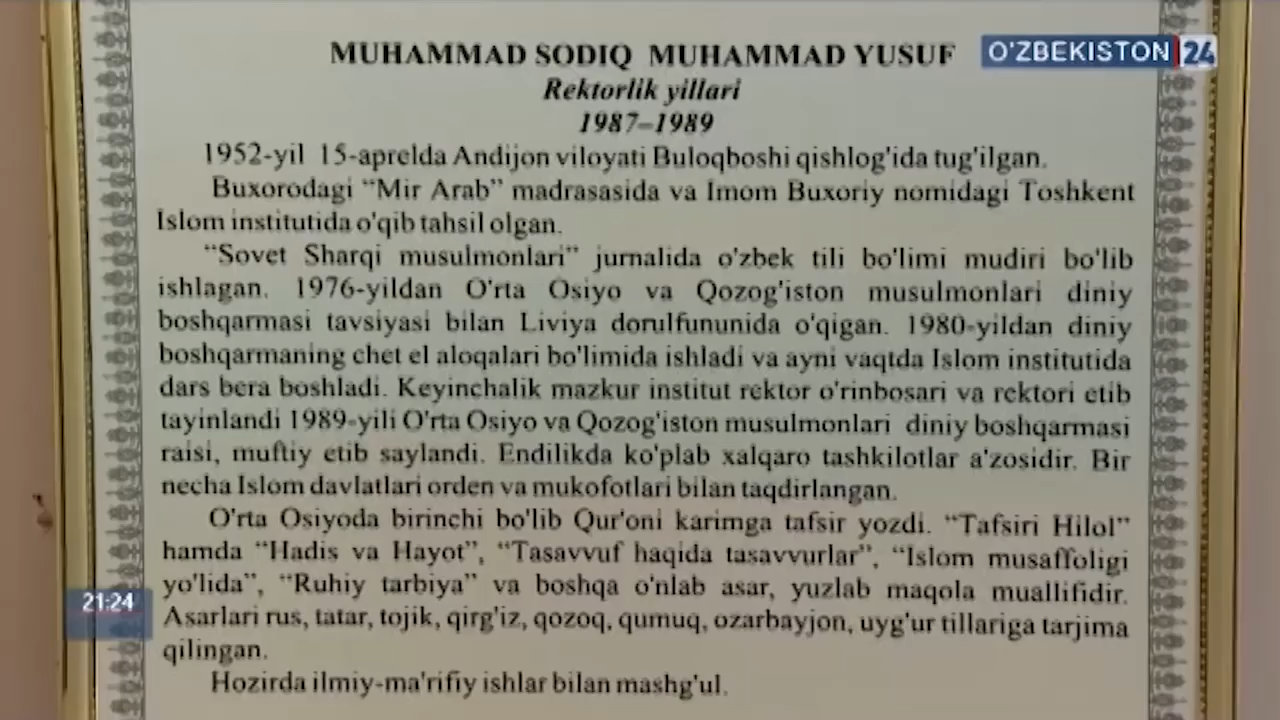 MUHAMMAD SODIQ MUHAMMAD YUSUF
O'ZBEKISTON 24
Rektorlik yillari
1987–1989
1952-yil 15-aprelda Andijon viloyati Buloqboshi qishlog'ida tug'ilgan.
Buxorodagi “Mir Arab” madrasasida va Imom Buxoriy nomidagi Toshkent
Islom institutida o'qib tahsil olgan.
“Sovet Sharqi musulmonlari” jurnalida o'zbek tili bo'limi mudiri bo'lib
ishlagan. 1976-yildan O'rta Osiyo va Qozog'iston musulmonlari diniy
boshqarmasi tavsiyasi bilan Liviya dorulfununida o'qigan. 1980-yildan diniy
boshqarmaning chet el aloqalari bo'limida ishladi va ayni vaqtda Islom institutida
dars bera boshladi. Keyinchalik mazkur institut rektor o'rinbosari va rektori etib
tayinlandi 1989-yili O'rta Osiyo va Qozog'iston musulmonlari diniy boshqarmasi
raisi, muftiy etib saylandi. Endilikda ko'plab xalqaro tashkilotlar a'zosidir. Bir
necha Islom davlatlari orden va mukofotlari bilan taqdirlangan.
O'rta Osiyoda birinchi bo'lib Qur'oni karimga tafsir yozdi. “Tafsiri Hilol”
hamda “Hadis va Hayot”, “Tasavvuf haqida tasavvurlar”, “Islom musaffoligi
yo'lida”, “Ruhiy tarbiya” va boshqa o'nlab asar, yuzlab maqola muallifidir.
21:24
Asarlari rus, tatar, tojik, qirg'iz, qozoq, qumuq, ozarbayjon, uyg'ur tillariga tarjima
qilingan.
Hozirda ilmiy-ma'rifiy ishlar bilan mashg'ul.